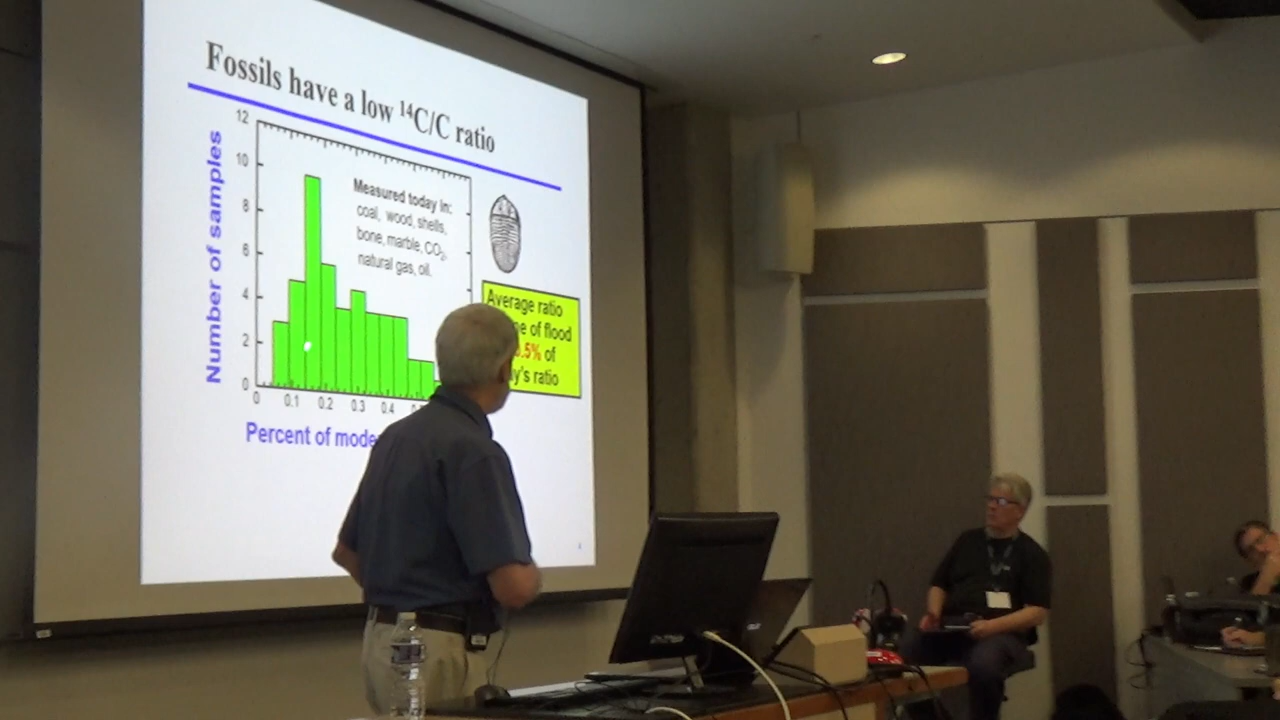 Fossils have a low ¹⁴C/C ratio
12
10
8
6
4
2
0
Number of samples
Measured today in:
coal, wood, shells,
bone, marble, CO₂,
natural gas, oil.
0 0.1 0.2 0.3 0.4
Percent of mode
Average ratio
of flood
.5% of
ratio